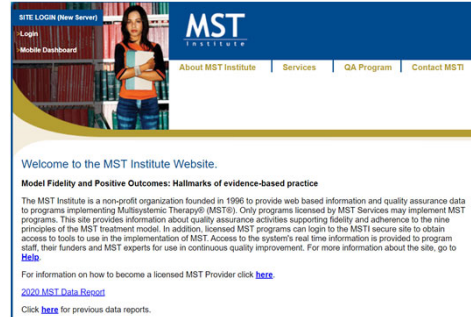 SITE LOGIN (New Server)
›Login
›Mobile Dashboard
MST
Institute
About MST Institute
Services
QA Program
Contact MSTI
Welcome to the MST Institute Website.
Model Fidelity and Positive Outcomes: Hallmarks of evidence-based practice
The MST Institute is a non-profit organization founded in 1996 to provide web based information and quality assurance data
to programs implementing Multisystemic Therapy® (MST®). Only programs licensed by MST Services may implement MST
programs. This site provides information about quality assurance activities supporting fidelity and adherence to the nine
principles of the MST treatment model. In addition, licensed MST programs can login to the MSTI secure site to obtain
access to tools to use in the implementation of MST. Access to the system's real time information is provided to program
staff, their funders and MST experts for use in continuous quality improvement. For more information about the site, go to
Help.
For information on how to become a licensed MST Provider click here.
2020 MST Data Report
Click here for previous data reports.